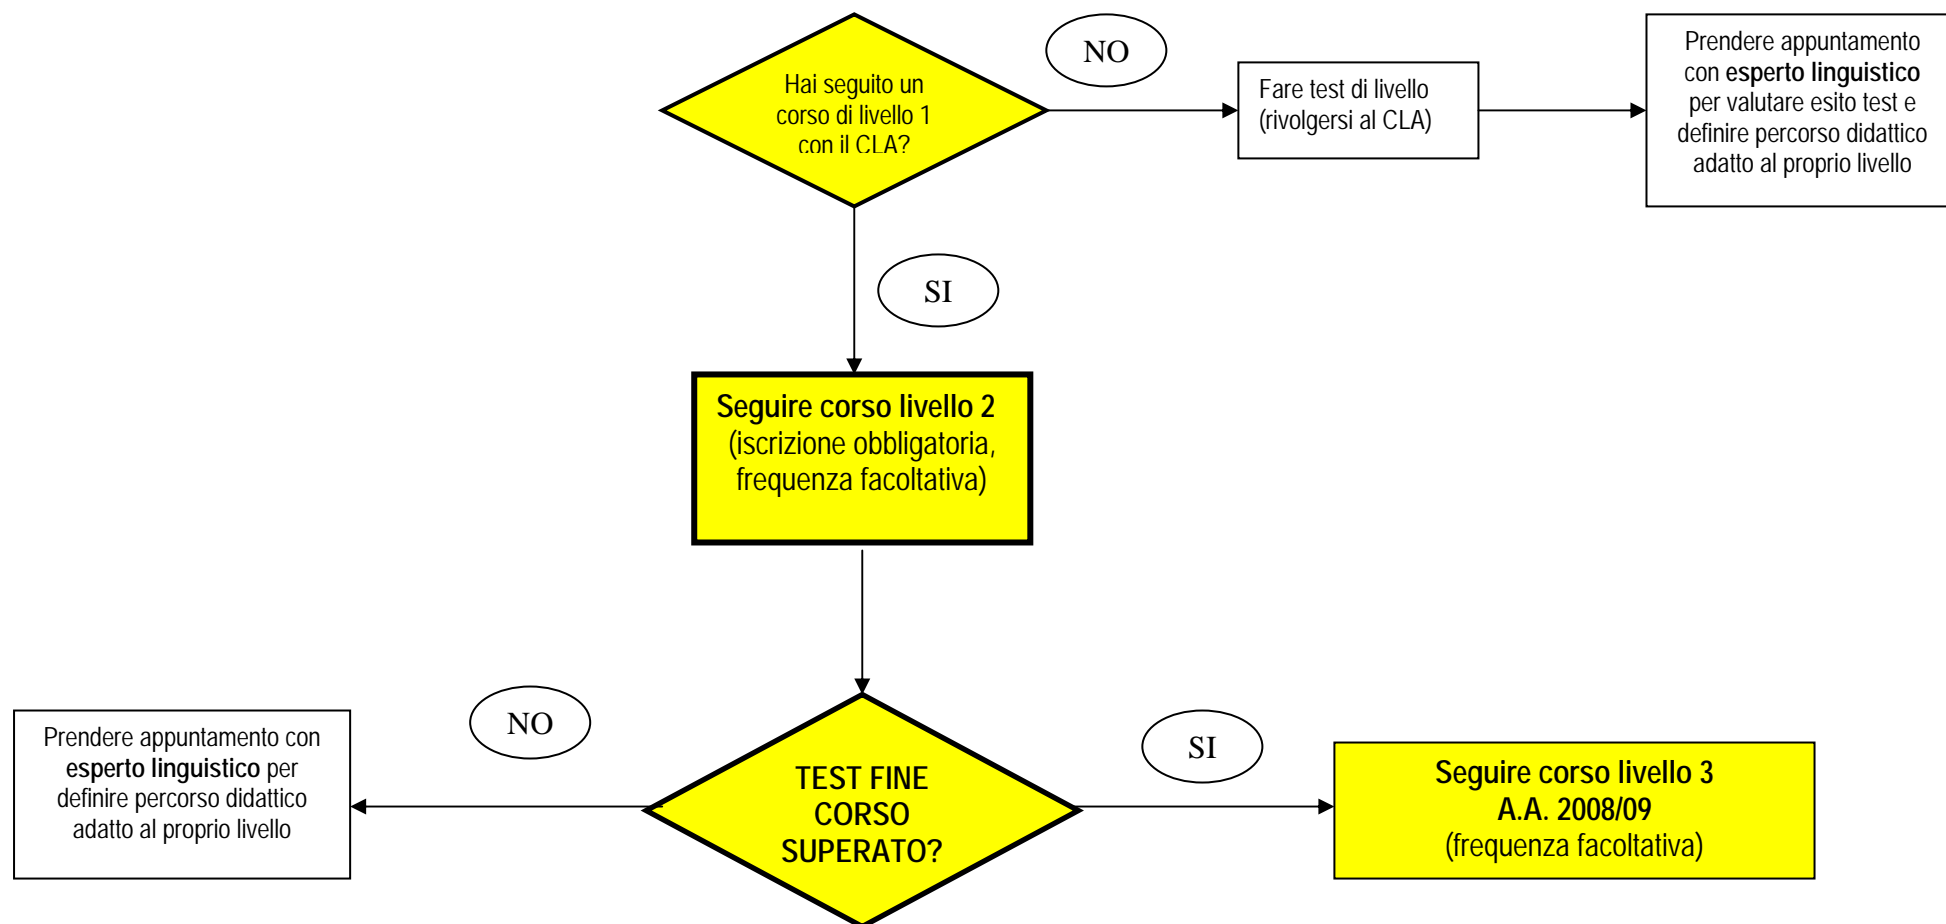 Hai seguito un
corso di livello 1
con il CLA?
NO
Fare test di livello
(rivolgersi al CLA)
Prendere appuntamento
con esperto linguistico
per valutare esito test e
definire percorso didattico
adatto al proprio livello
SI
Seguire corso livello 2
(iscrizione obbligatoria,
frequenza facoltativa)
Prendere appuntamento con
esperto linguistico per
definire percorso didattico
adatto al proprio livello
NO
TEST FINE
CORSO
SUPERATO?
SI
Seguire corso livello 3
A.A. 2008/09
(frequenza facoltativa)